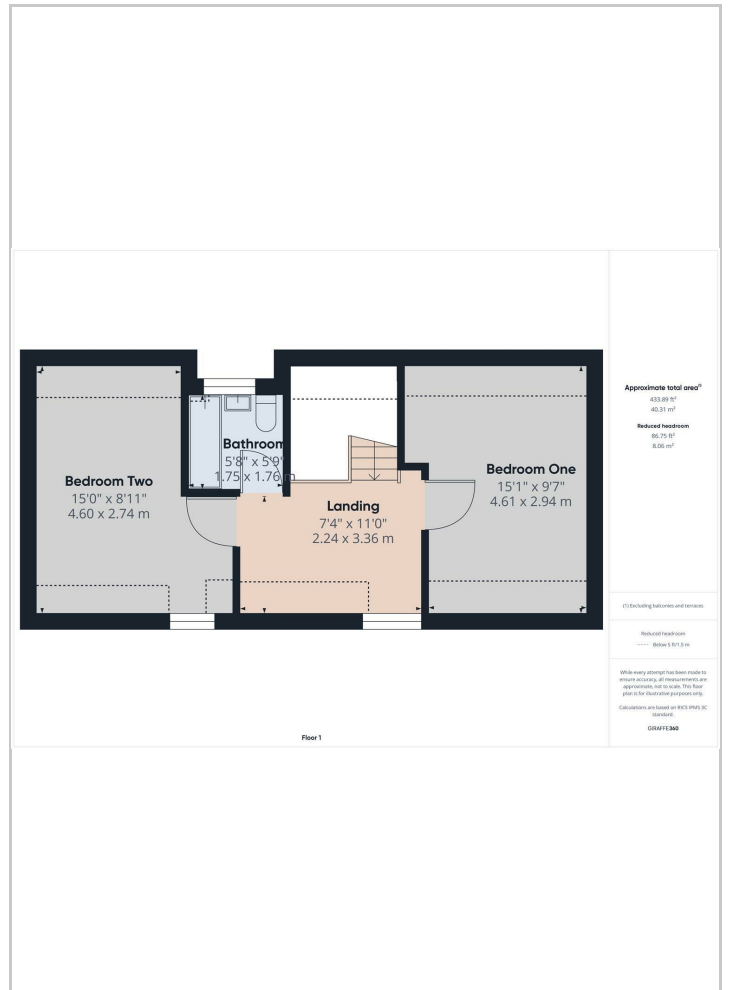 Bedroom Two
15'0" x 8'11"
4.60 x 2.74 m
Bathroom
5'8" x 5'9"
1.75 x 1.76 m
Landing
7'4" x 11'0"
2.24 x 3.36 m
Bedroom One
15'1" x 9'7"
4.61 x 2.94 m
Floor 1
Approximate total area⁽¹⁾
433.89 ft²
40.31 m²
Reduced headroom
86.75 ft²
8.06 m²
(1) Excluding balconies and terraces
Reduced headroom
----- Below 5 ft/1.5 m
While every attempt has been made to
ensure accuracy, all measurements are
approximate, not to scale. This floor
plan is for illustrative purposes only.
Calculations are based on RICS IPMS 3C
standard.
GIRAFFE360